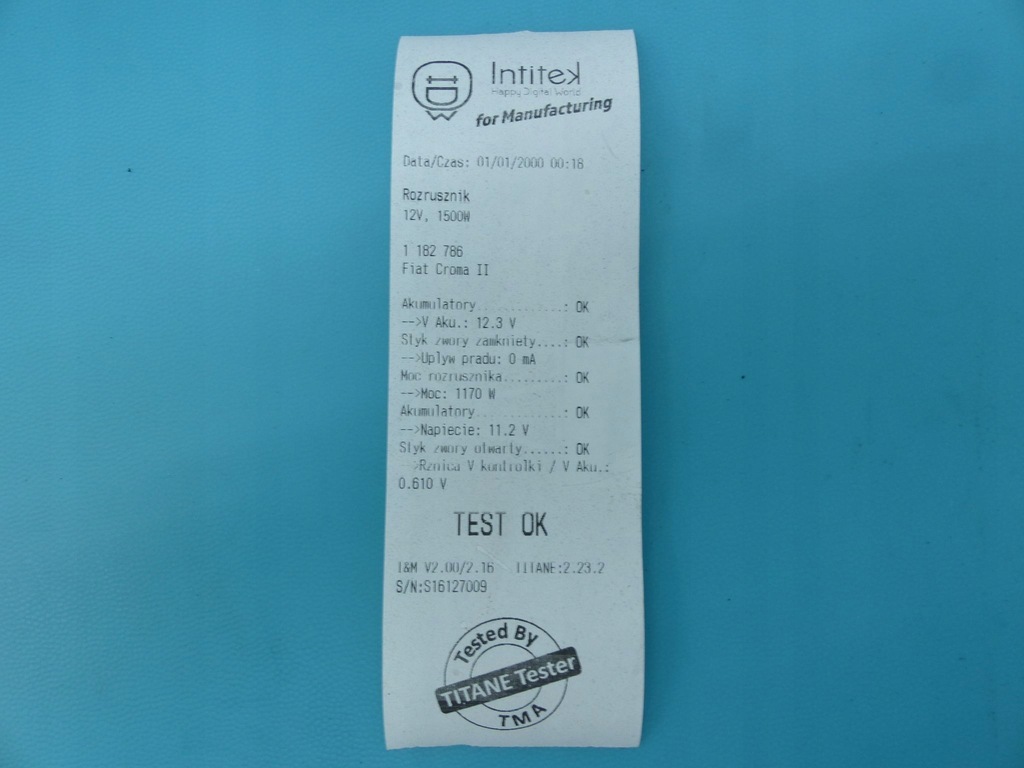 Intitek
Happy Digital World
for Manufacturing
Data/Czas: 01/01/2000 00:18
Rozrusznik
12V, 1500W
1 182 786
Fiat Croma II
Akumulatory............: OK
-->V Aku.: 12.3 V
Styk zwory zamkniety....: OK
-->Uplyw pradu: 0 mA
Moc rozrusznika.........: OK
-->Moc: 1170 W
Akumulatory............: OK
-->Napiecie: 11.2 V
Styk zwory otwarty......: OK
-->Rznica V kontrolki / V Aku.:
0.610 V
TEST OK
T&M V2.00/2.16 TITANE:2.23.2
S/N:S16127009
Tested By
TITANE Tester
TMA